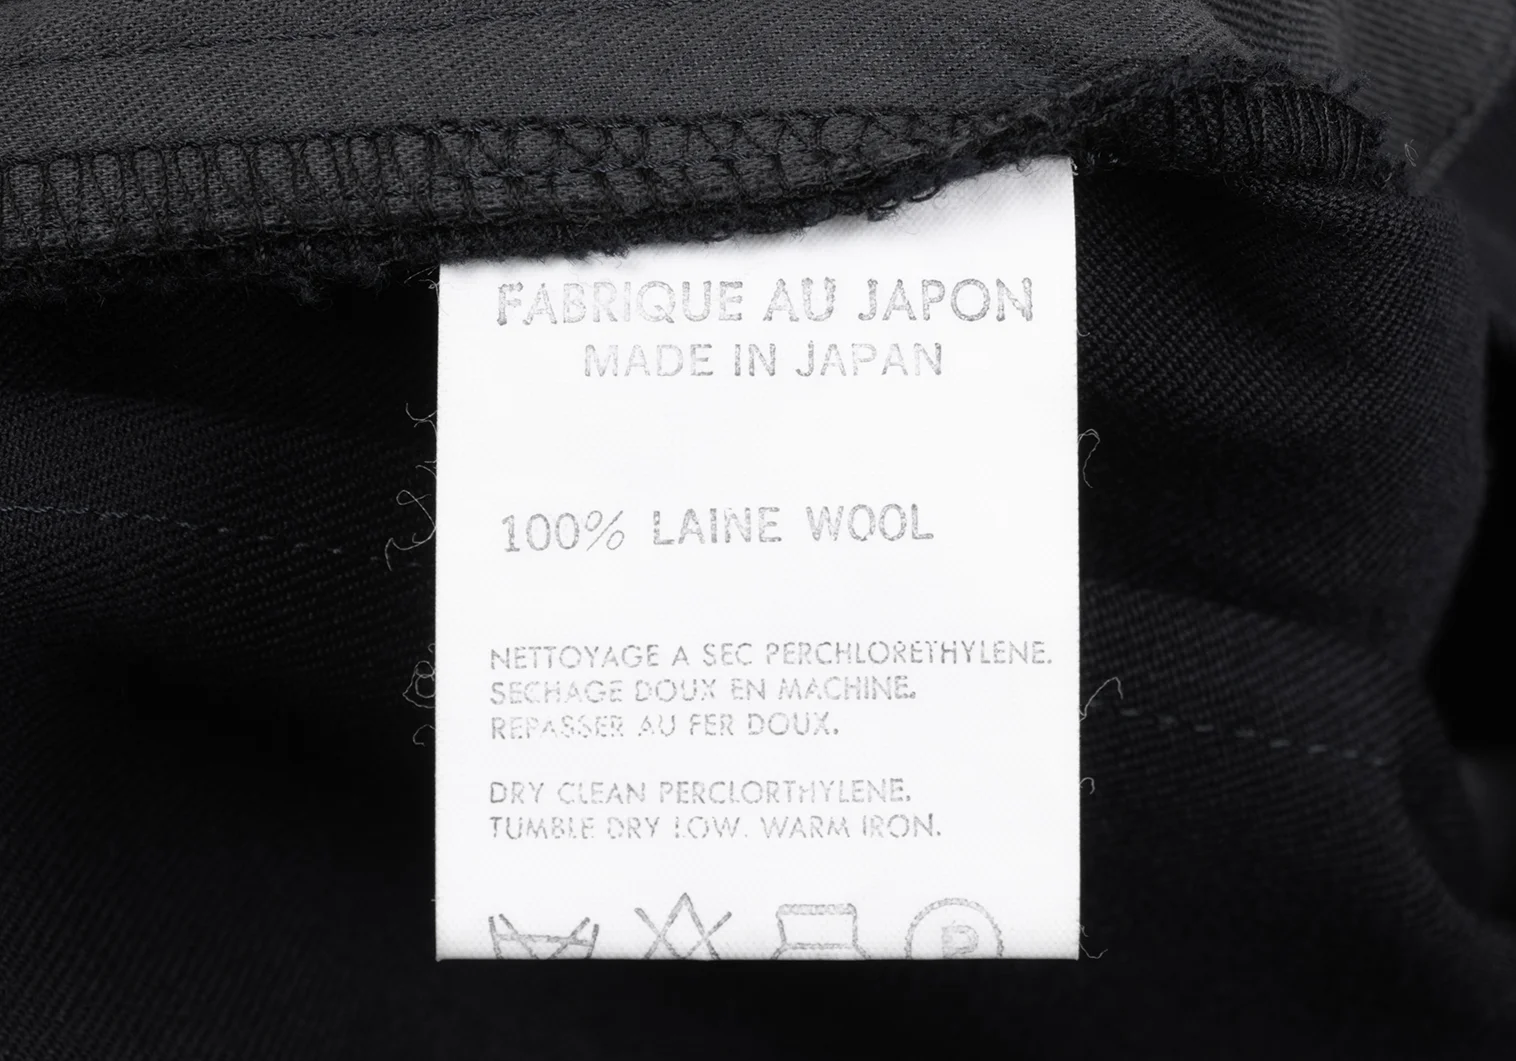 FABRIQUE AU JAPON
MADE IN JAPAN
100% LAINE WOOL
NETTOYAGE A SEC PERCHLORETHYLENE.
SECHAGE DOUX EN MACHINE.
REPASSER AU FER DOUX.
DRY CLEAN PERCLORTHYLENE.
TUMBLE DRY LOW. WARM IRON.
P